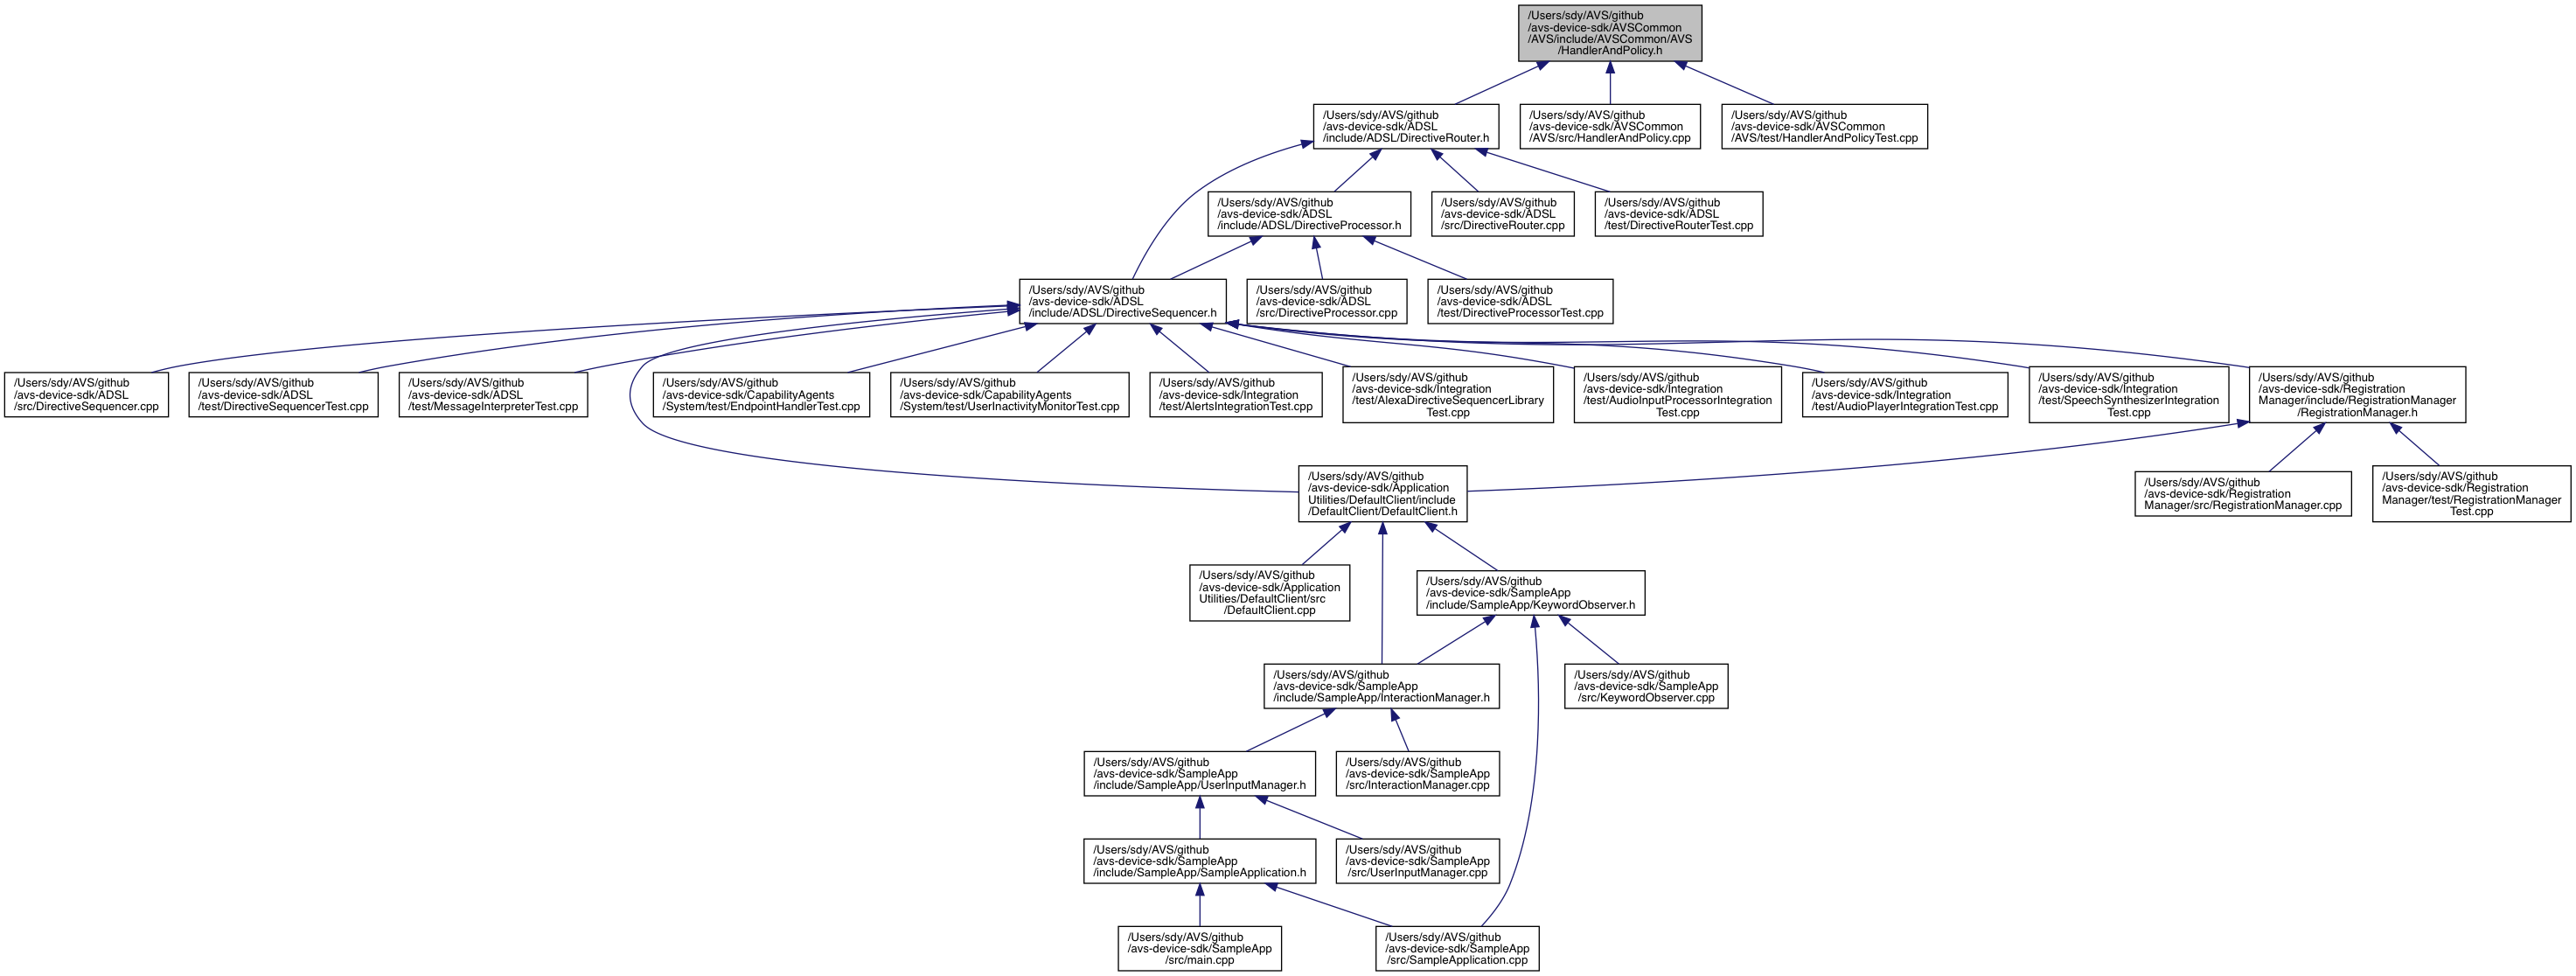 /Users/sdy/AVS/github
/avs-device-sdk/AVSCommon
/AVS/include/AVSCommon/AVS
/HandlerAndPolicy.h
/Users/sdy/AVS/github
/avs-device-sdk/ADSL
/include/ADSL/DirectiveRouter.h
/Users/sdy/AVS/github
/avs-device-sdk/AVSCommon
/AVS/src/HandlerAndPolicy.cpp
/Users/sdy/AVS/github
/avs-device-sdk/AVSCommon
/AVS/test/HandlerAndPolicyTest.cpp
/Users/sdy/AVS/github
/avs-device-sdk/ADSL
/include/ADSL/DirectiveProcessor.h
/Users/sdy/AVS/github
/avs-device-sdk/ADSL
/src/DirectiveRouter.cpp
/Users/sdy/AVS/github
/avs-device-sdk/ADSL
/test/DirectiveRouterTest.cpp
/Users/sdy/AVS/github
/avs-device-sdk/ADSL
/include/ADSL/DirectiveSequencer.h
/Users/sdy/AVS/github
/avs-device-sdk/ADSL
/src/DirectiveProcessor.cpp
/Users/sdy/AVS/github
/avs-device-sdk/ADSL
/test/DirectiveProcessorTest.cpp
/Users/sdy/AVS/github
/avs-device-sdk/ADSL
/src/DirectiveSequencer.cpp
/Users/sdy/AVS/github
/avs-device-sdk/ADSL
/test/DirectiveSequencerTest.cpp
/Users/sdy/AVS/github
/avs-device-sdk/ADSL
/test/MessageInterpreterTest.cpp
/Users/sdy/AVS/github
/avs-device-sdk/CapabilityAgents
/System/test/EndpointHandlerTest.cpp
/Users/sdy/AVS/github
/avs-device-sdk/CapabilityAgents
/System/test/UserInactivityMonitorTest.cpp
/Users/sdy/AVS/github
/avs-device-sdk/Integration
/test/AlertsIntegrationTest.cpp
/Users/sdy/AVS/github
/avs-device-sdk/Integration
/test/AlexaDirectiveSequencerLibrary
Test.cpp
/Users/sdy/AVS/github
/avs-device-sdk/Integration
/test/AudioInputProcessorIntegration
Test.cpp
/Users/sdy/AVS/github
/avs-device-sdk/Integration
/test/AudioPlayerIntegrationTest.cpp
/Users/sdy/AVS/github
/avs-device-sdk/Integration
/test/SpeechSynthesizerIntegration
Test.cpp
/Users/sdy/AVS/github
/avs-device-sdk/Registration
Manager/include/RegistrationManager
/RegistrationManager.h
/Users/sdy/AVS/github
/avs-device-sdk/Application
Utilities/DefaultClient/include
/DefaultClient/DefaultClient.h
/Users/sdy/AVS/github
/avs-device-sdk/Registration
Manager/src/RegistrationManager.cpp
/Users/sdy/AVS/github
/avs-device-sdk/Registration
Manager/test/RegistrationManager
Test.cpp
/Users/sdy/AVS/github
/avs-device-sdk/Application
Utilities/DefaultClient/src
/DefaultClient.cpp
/Users/sdy/AVS/github
/avs-device-sdk/SampleApp
/include/SampleApp/KeywordObserver.h
/Users/sdy/AVS/github
/avs-device-sdk/SampleApp
/include/SampleApp/InteractionManager.h
/Users/sdy/AVS/github
/avs-device-sdk/SampleApp
/src/KeywordObserver.cpp
/Users/sdy/AVS/github
/avs-device-sdk/SampleApp
/include/SampleApp/UserInputManager.h
/Users/sdy/AVS/github
/avs-device-sdk/SampleApp
/src/InteractionManager.cpp
/Users/sdy/AVS/github
/avs-device-sdk/SampleApp
/include/SampleApp/SampleApplication.h
/Users/sdy/AVS/github
/avs-device-sdk/SampleApp
/src/UserInputManager.cpp
/Users/sdy/AVS/github
/avs-device-sdk/SampleApp
/src/main.cpp
/Users/sdy/AVS/github
/avs-device-sdk/SampleApp
/src/SampleApplication.cpp